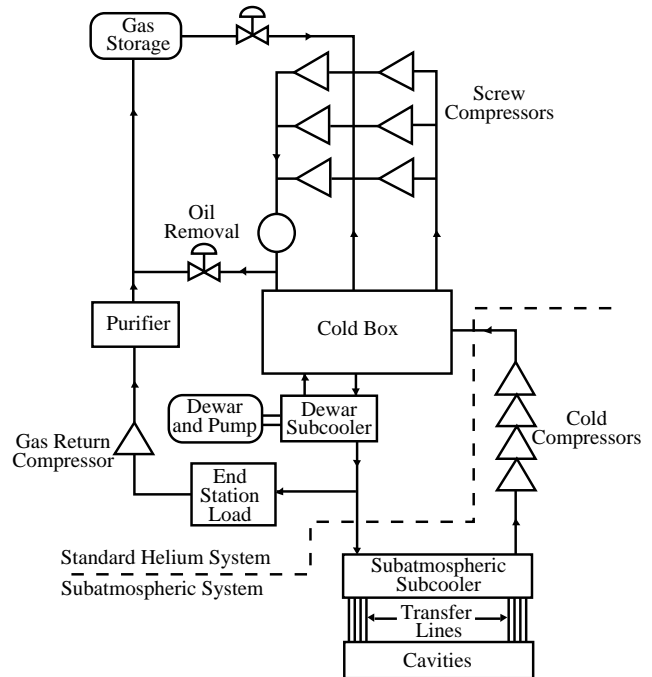 Gas
Storage
Screw
Compressors
Oil
Removal
Purifier
Cold Box
Dewar
and Pump
Dewar
Subcooler
Cold
Compressors
Gas Return
Compressor
End
Station
Load
Standard Helium System
Subatmospheric System
Subatmospheric
Subcooler
Transfer
Lines
Cavities